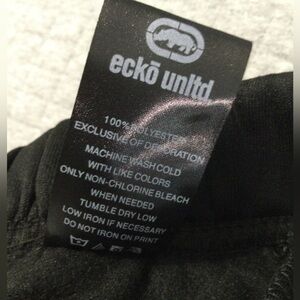 eckō unltd
100% POLYESTER
EXCLUSIVE OF DECORATION
MACHINE WASH COLD
WITH LIKE COLORS
ONLY NON-CHLORINE BLEACH
WHEN NEEDED
TUMBLE DRY LOW
LOW IRON IF NECESSARY
DO NOT IRON ON PRINT